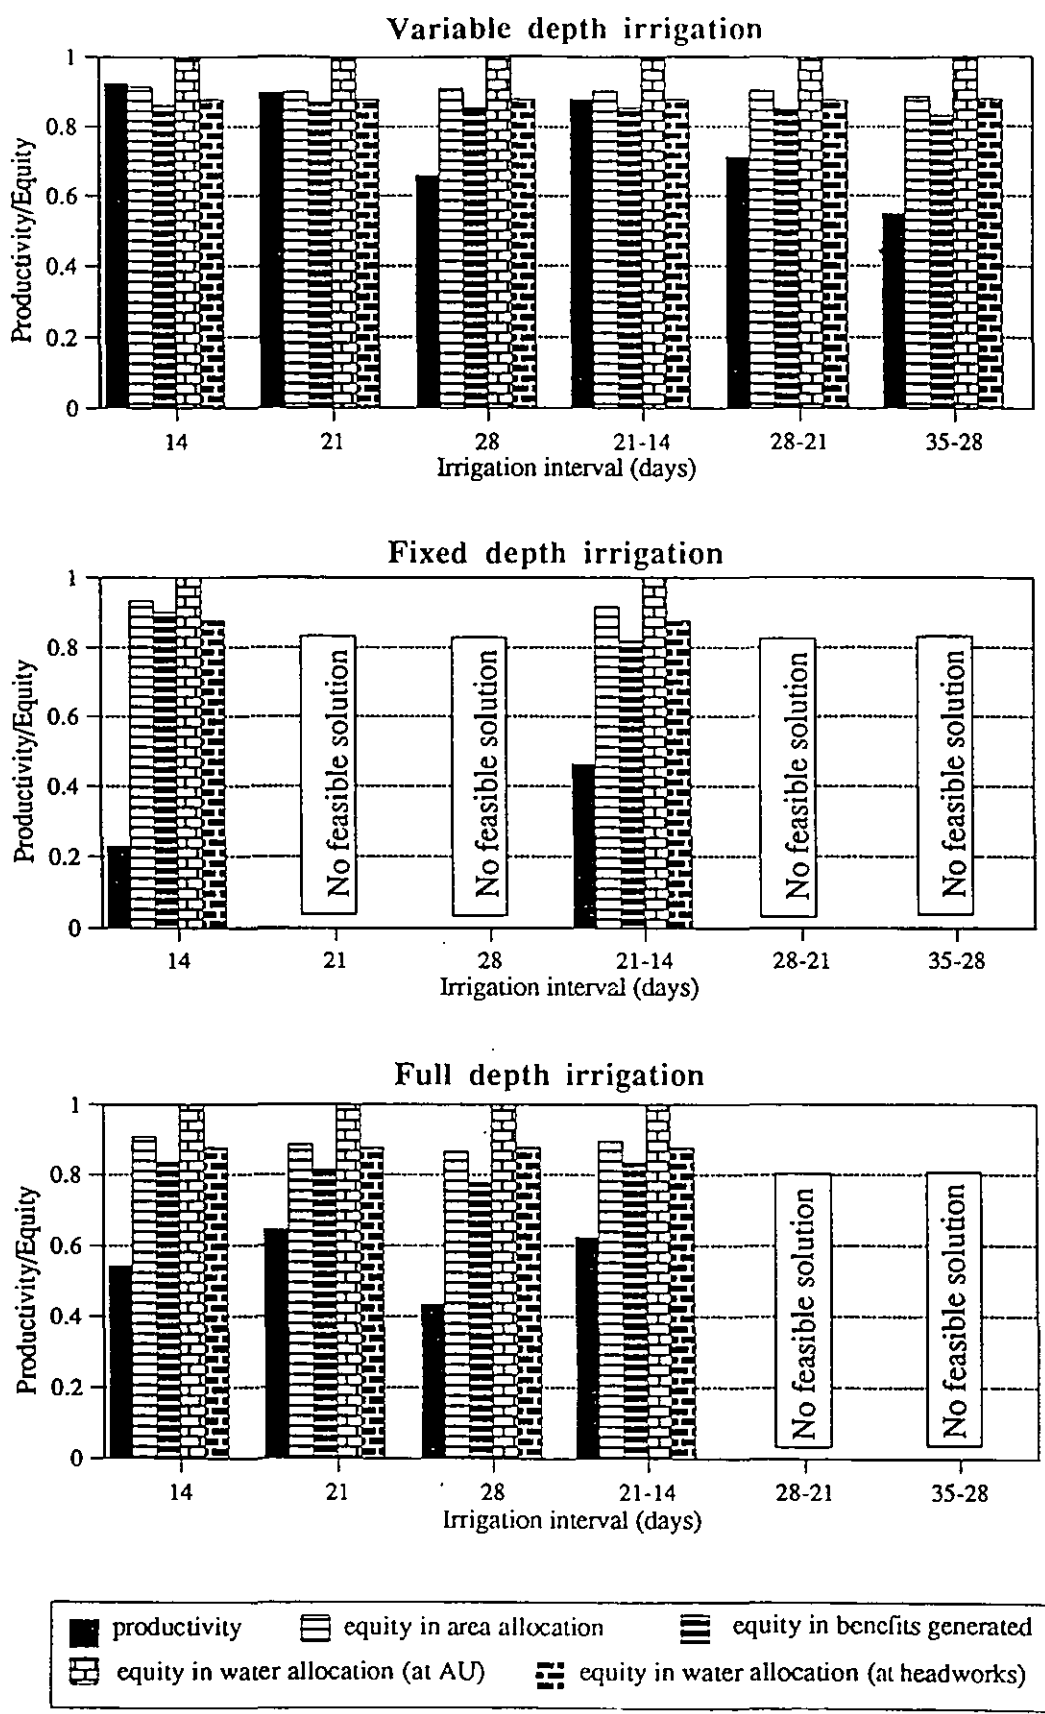 Variable depth irrigation
1
0.8
0.6
0.4
0.2
0
Productivity/Equity
14 21 28 21-14 28-21 35-28
Irrigation interval (days)
Fixed depth irrigation
1
0.8
0.6
0.4
0.2
0
Productivity/Equity
No feasible solution
No feasible solution
No feasible solution
No feasible solution
14 21 28 21-14 28-21 35-28
Irrigation interval (days)
Full depth irrigation
1
0.8
0.6
0.4
0.2
0
Productivity/Equity
No feasible solution
No feasible solution
14 21 28 21-14 28-21 35-28
Irrigation interval (days)
productivity equity in area allocation equity in benefits generated
equity in water allocation (at AU) equity in water allocation (at headworks)